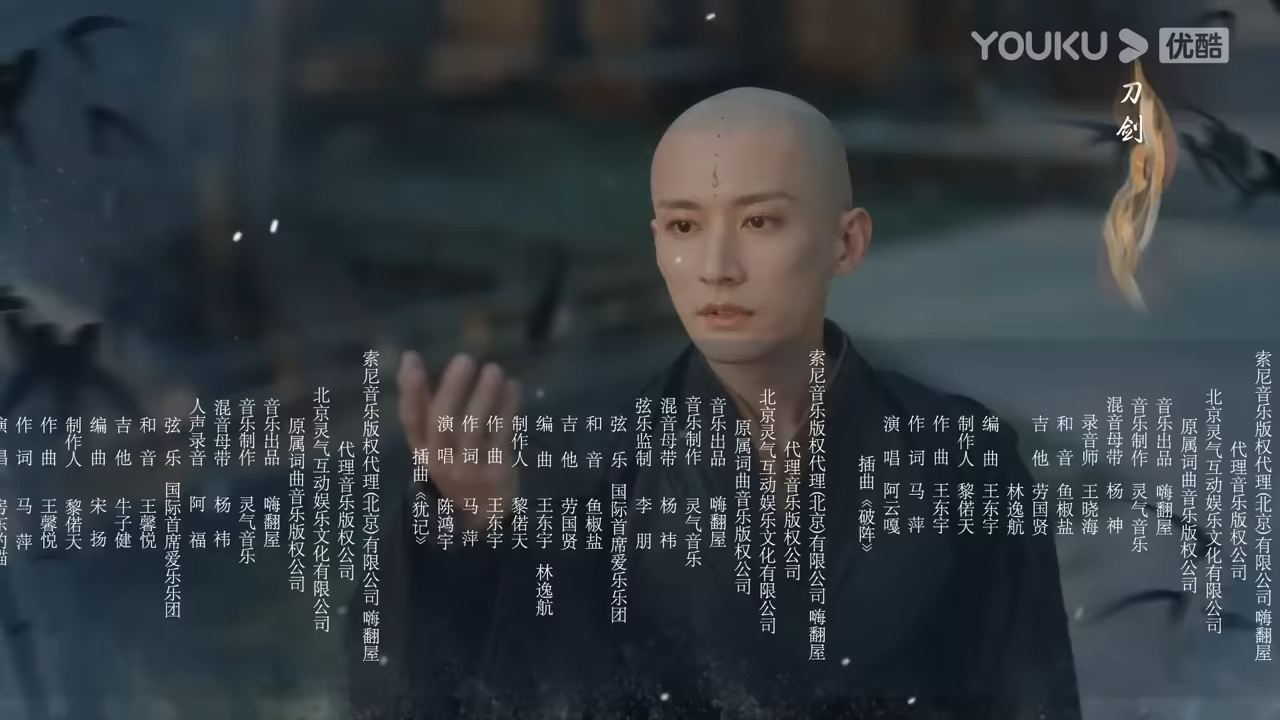 YOUKU 优酷
刀剑
作词 马萍
作曲 王馨悦
制作人 黎偌天
编曲 宋扬
吉他 牛子健
和音 王馨悦
弦乐 国际首席爱乐乐团
人声录音 阿福
混音母带 杨祎
音乐制作 灵气音乐
音乐出品 嗨翻屋
原属词曲音乐版权公司
北京灵气互动娱乐文化有限公司
代理音乐版权公司
索尼音乐版权代理(北京)有限公司 嗨翻屋
插曲《犹记》
演唱 陈鸿宇
作词 马萍
作曲 王东宇
制作人 黎偌天
编曲 王东宇 林逸航
吉他 劳国贤
和音 鱼椒盐
弦乐 国际首席爱乐乐团
弦乐监制 李朋
混音母带 杨祎
音乐制作 灵气音乐
音乐出品 嗨翻屋
原属词曲音乐版权公司
北京灵气互动娱乐文化有限公司
代理音乐版权公司
索尼音乐版权代理(北京)有限公司 嗨翻屋
插曲《破阵》
演唱 阿云嘎
作词 马萍
作曲 王东宇
制作人 黎偌天
编曲 王东宇
林逸航
吉他 劳国贤
和音 鱼椒盐
录音师 王晓海
混音母带 杨神
音乐制作 灵气音乐
音乐出品 嗨翻屋
原属词曲音乐版权公司
北京灵气互动娱乐文化有限公司
代理音乐版权公司
索尼音乐版权代理(北京)有限公司 嗨翻屋